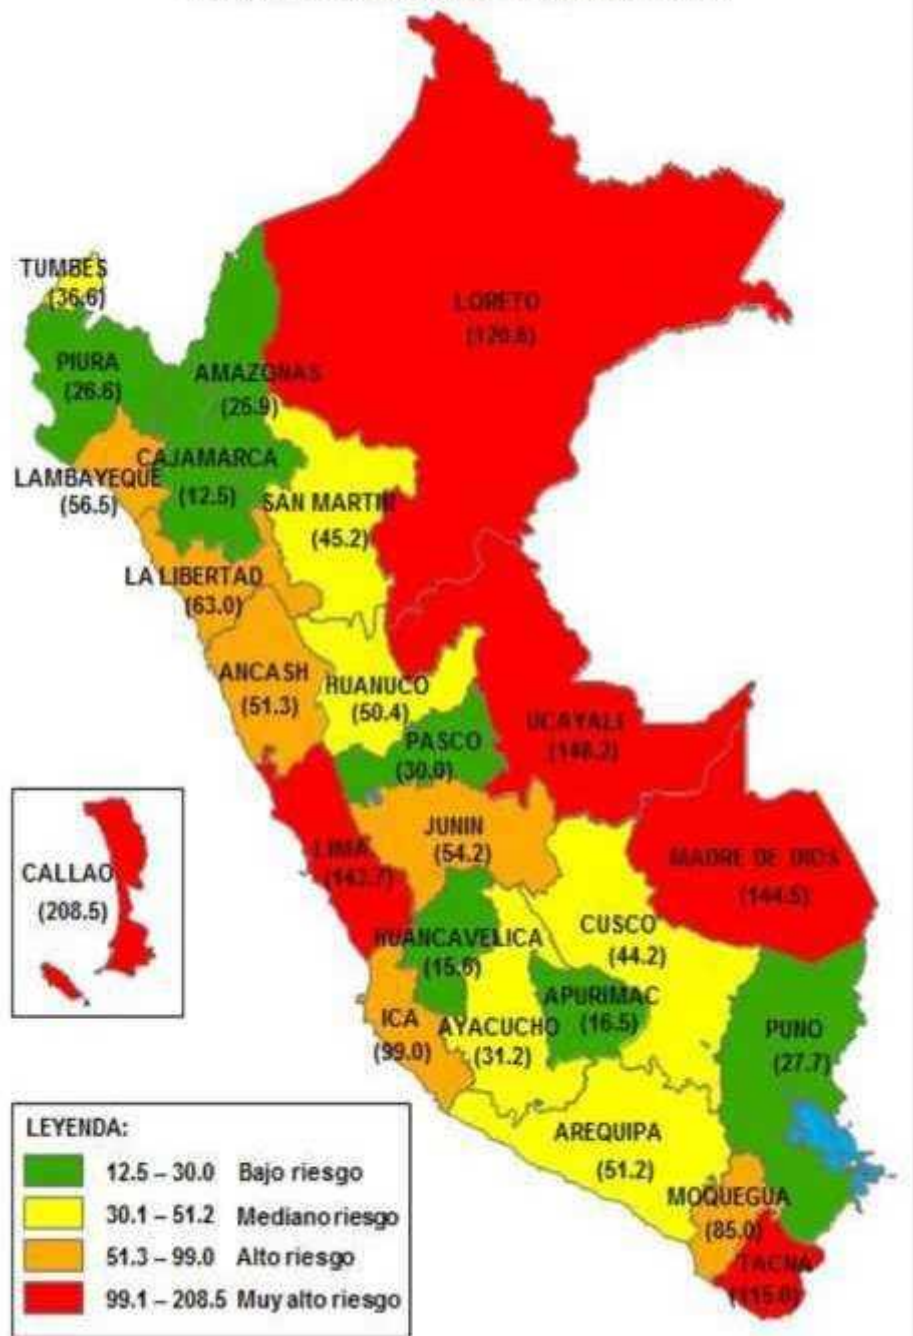 TUMBES
(36.6)
LORETO
(120.6)
PIURA
(26.6)
AMAZONAS
(26.9)
CAJAMARCA
(12.5)
LAMBAYEQUE
(56.5)
SAN MARTIN
(45.2)
LA LIBERTAD
(63.0)
ANCASH
(51.3)
HUANUCO
(50.4)
UCAYALI
PASCO
(30.0)
JUNIN
(54.2)
LIMA
MADRE DE DIOS
(144.5)
CALLAO
(208.5)
CUSCO
(44.2)
HUANCAVELICA
APURIMAC
(16.5)
ICA
(99.0)
AYACUCHO
(31.2)
PUNO
(27.7)
AREQUIPA
(51.2)
MOQUEGUA
(85.0)
TACNA
LEYENDA:
12.5 – 30.0 Bajo riesgo
30.1 – 51.2 Mediano riesgo
51.3 – 99.0 Alto riesgo
99.1 – 208.5 Muy alto riesgo